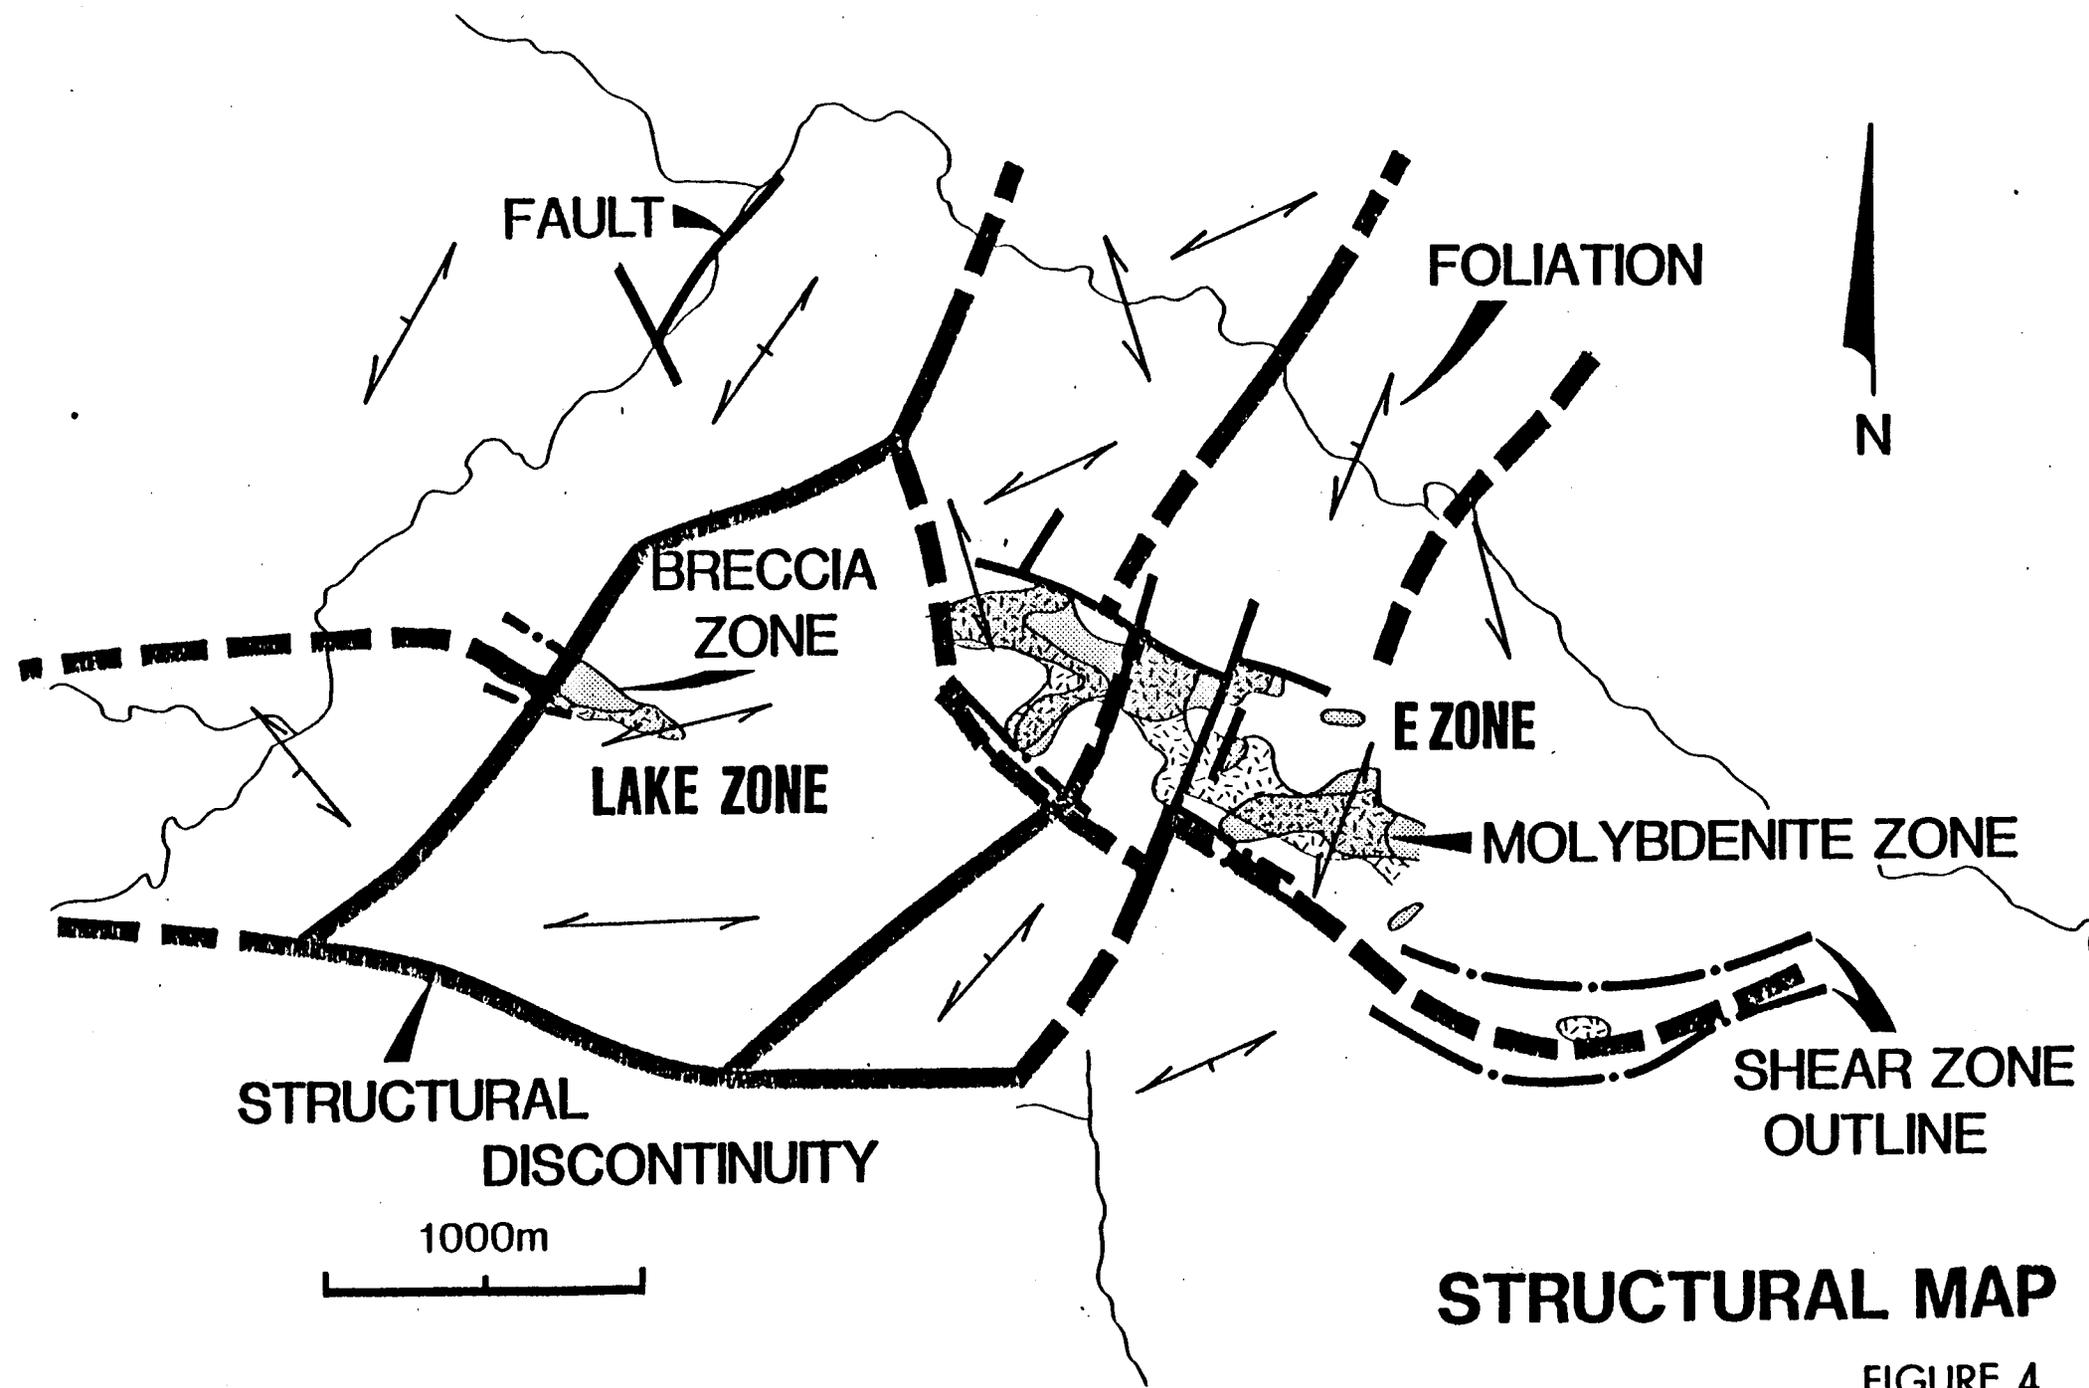 FAULT
FOLIATION
N
BRECCIA
ZONE
E ZONE
LAKE ZONE
MOLYBDENITE ZONE
SHEAR ZONE
OUTLINE
STRUCTURAL
DISCONTINUITY
1000m
STRUCTURAL MAP
FIGURE 4